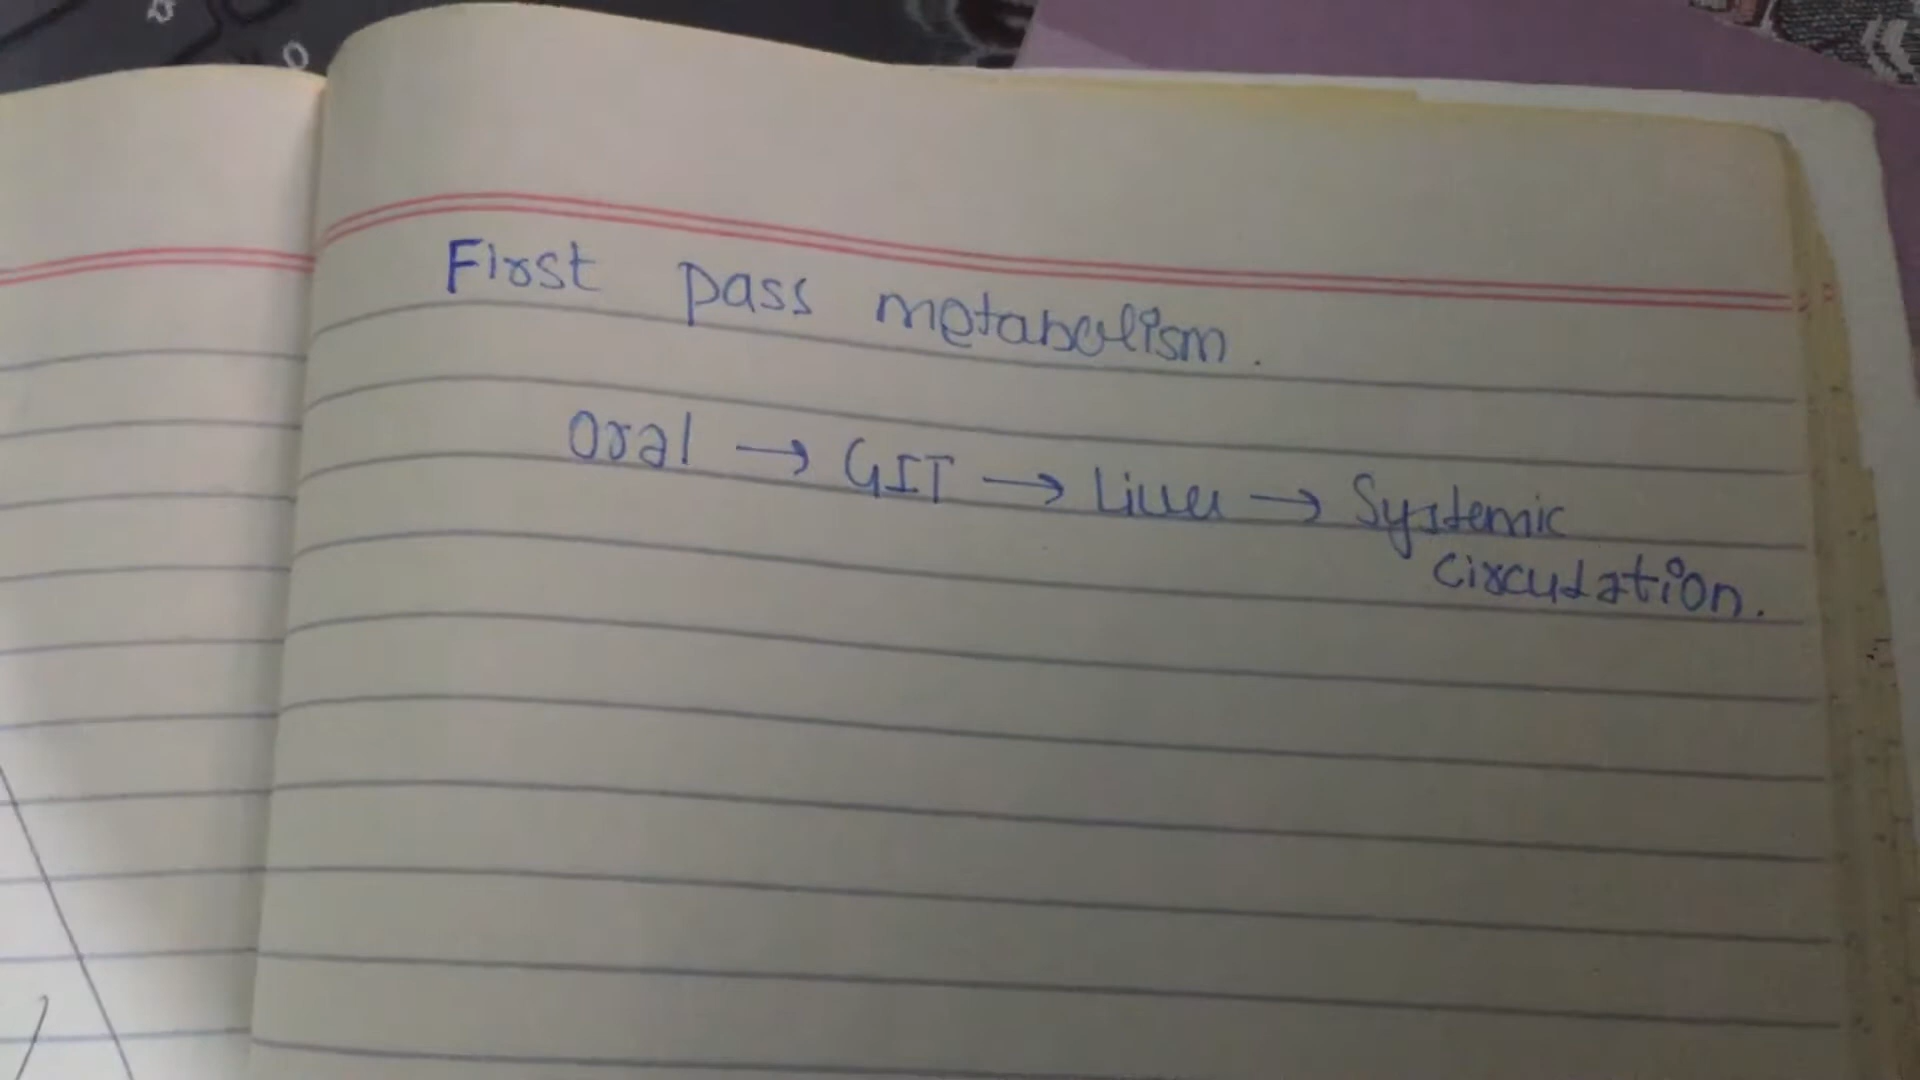 First pass metabolism.
Oral → GIT → Liver → Systemic
circulation.